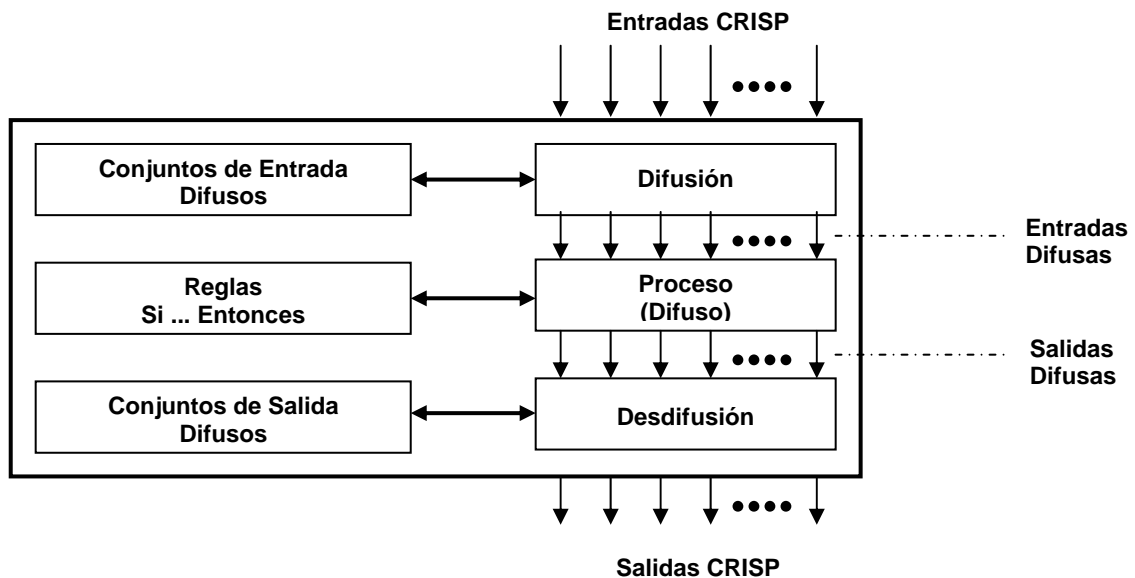 Entradas CRISP
Conjuntos de Entrada
Difusos
Difusión
Entradas
Difusas
Reglas
Si ... Entonces
Proceso
(Difuso)
Salidas
Difusas
Conjuntos de Salida
Difusos
Desdifusión
Salidas CRISP